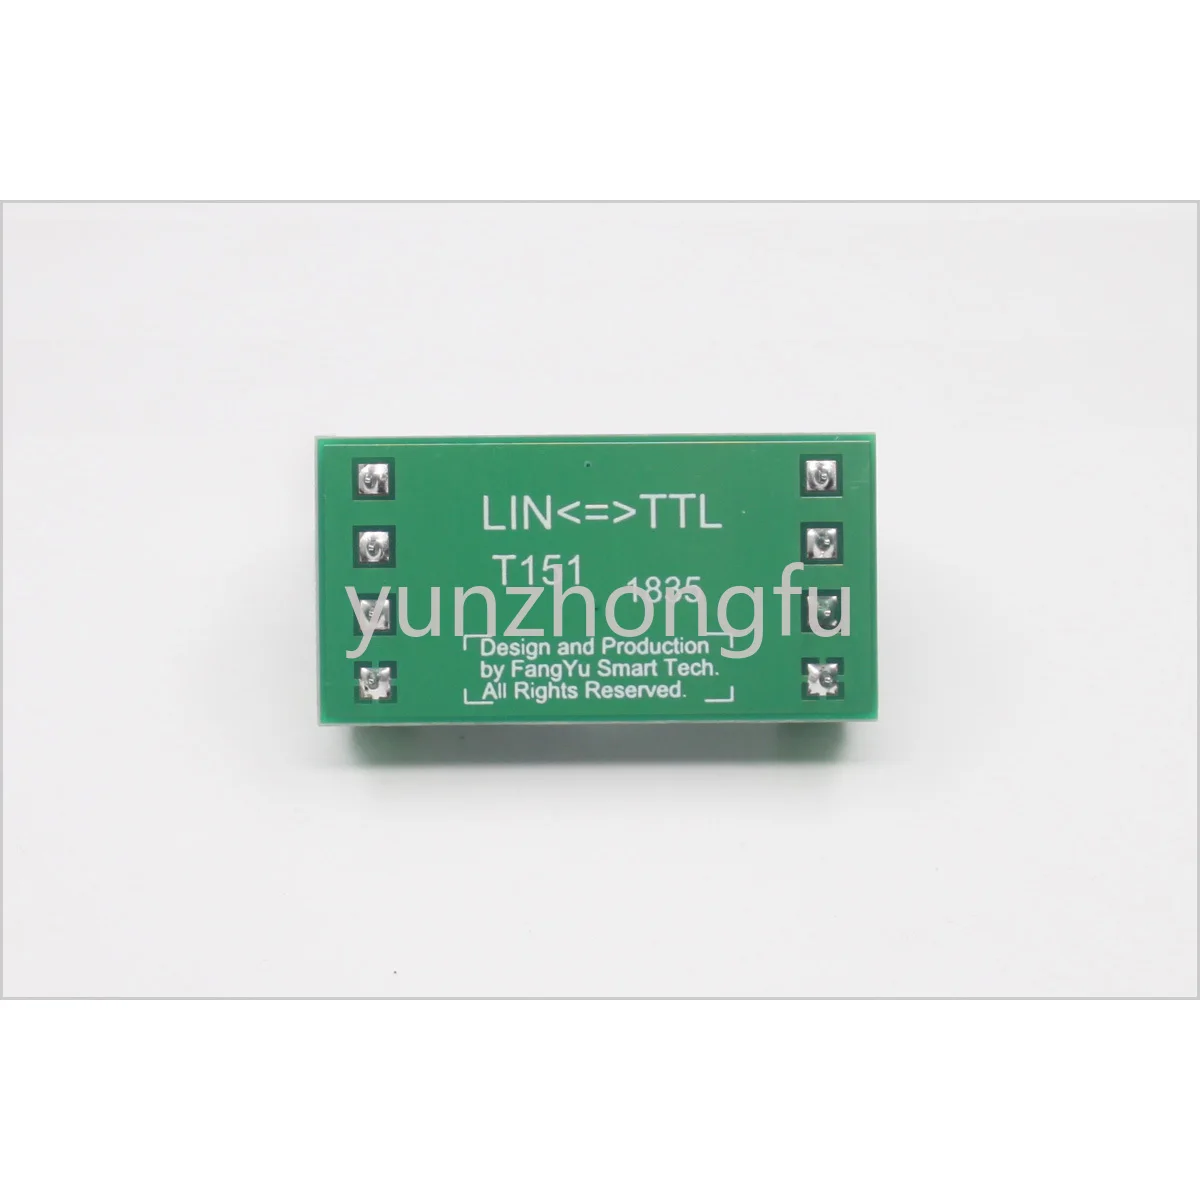 LIN<=>TTL
T151 1835
yunzhongfu
Design and Production
by FangYu Smart Tech.
All Rights Reserved.